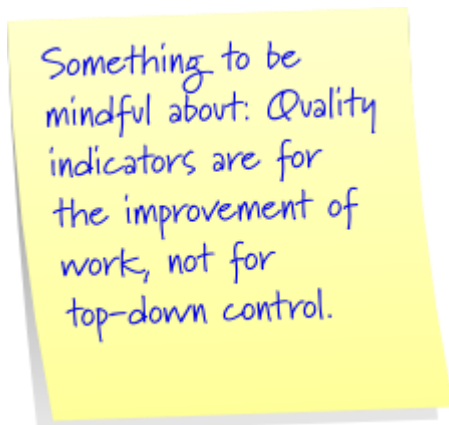 Something to be
mindful about: Quality
indicators are for
the improvement of
work, not for
top-down control.